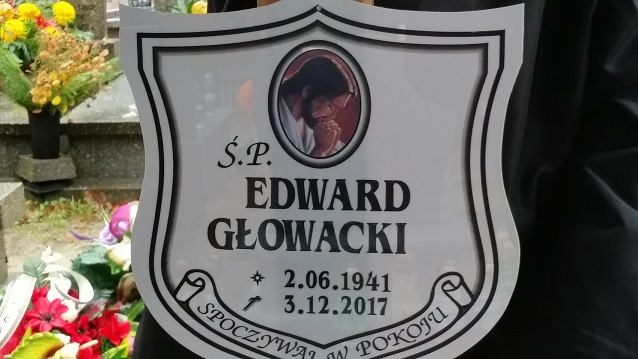 Ś.P.
EDWARD
GŁOWACKI
2.06.1941
3.12.2017
SPOCZYWAJ W POKOJU